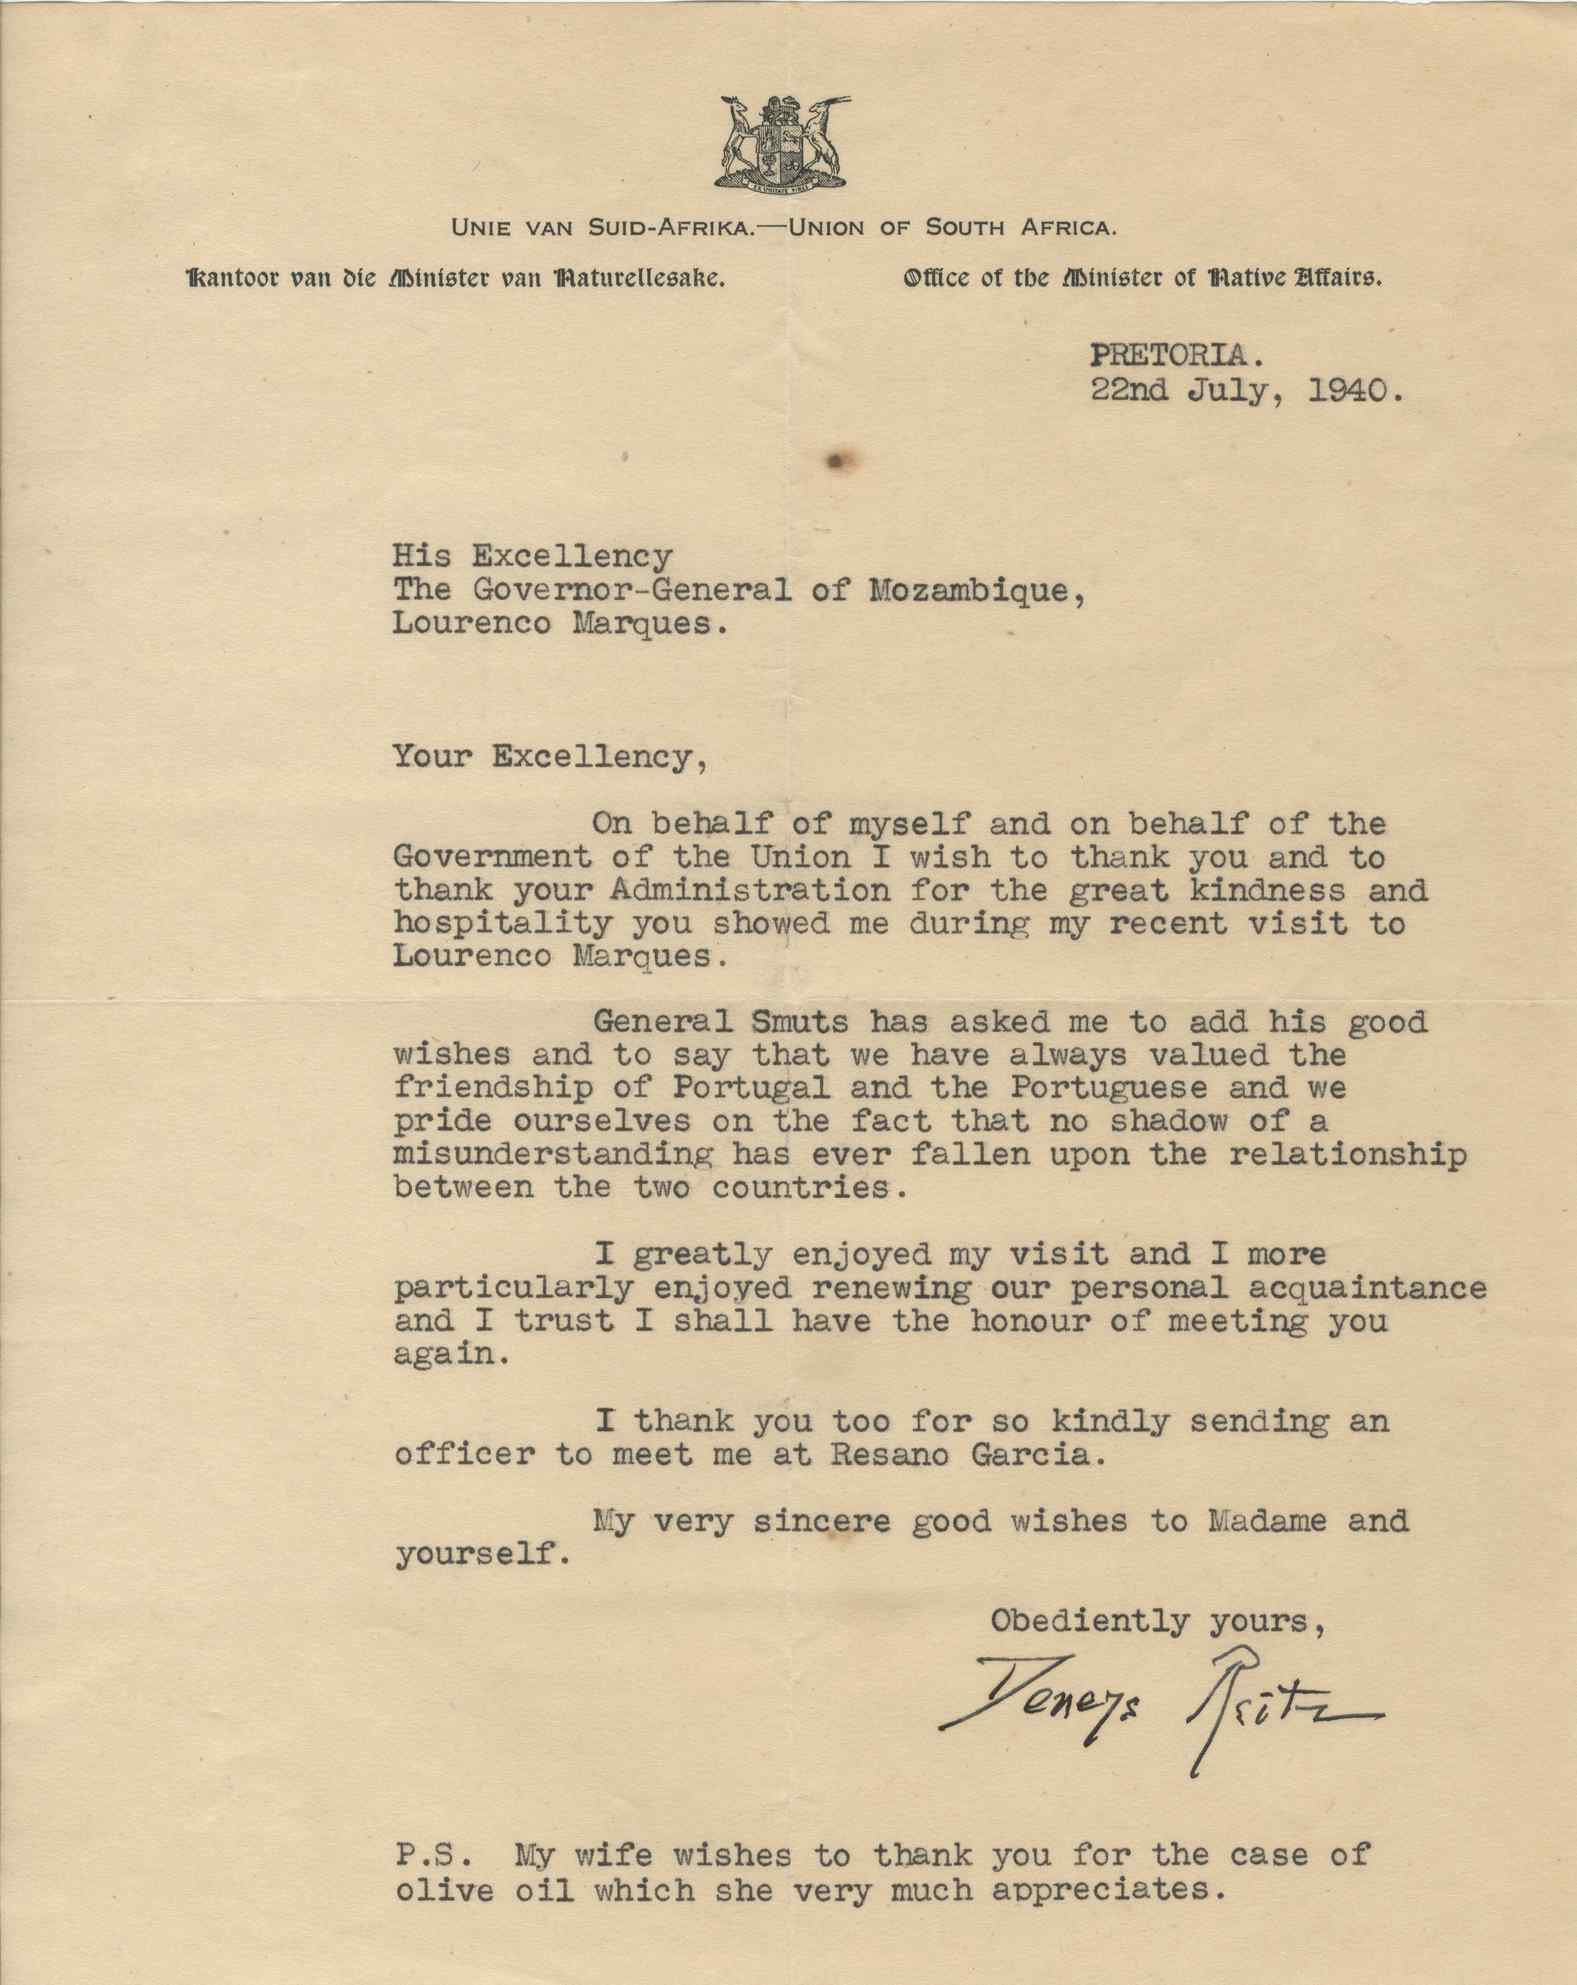 EX UNITATE VIRES
UNIE VAN SUID-AFRIKA.—UNION OF SOUTH AFRICA.
Kantoor van die Minister van Naturellesake. Office of the Minister of Native Affairs.
PRETORIA.
22nd July, 1940.
His Excellency
The Governor-General of Mozambique,
Lourenco Marques.
Your Excellency,
On behalf of myself and on behalf of the
Government of the Union I wish to thank you and to
thank your Administration for the great kindness and
hospitality you showed me during my recent visit to
Lourenco Marques.
General Smuts has asked me to add his good
wishes and to say that we have always valued the
friendship of Portugal and the Portuguese and we
pride ourselves on the fact that no shadow of a
misunderstanding has ever fallen upon the relationship
between the two countries.
I greatly enjoyed my visit and I more
particularly enjoyed renewing our personal acquaintance
and I trust I shall have the honour of meeting you
again.
I thank you too for so kindly sending an
officer to meet me at Resano Garcia.
My very sincere good wishes to Madame and
yourself.
Obediently yours,
Deneys Reitz
P.S. My wife wishes to thank you for the case of
olive oil which she very much appreciates.